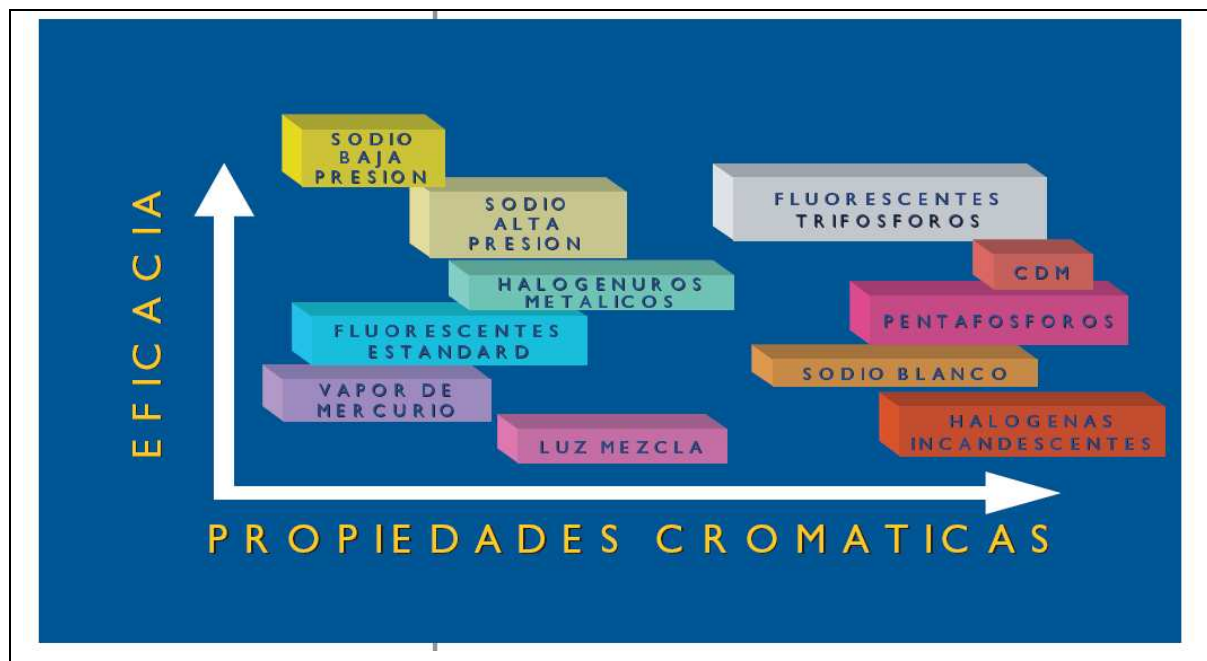 SODIO
BAJA
PRESION
SODIO
ALTA
PRESION
FLUORESCENTES
TRIFOSFOROS
CDM
HALOGENUROS
METÁLICOS
PENTAFOSFOROS
FLUORESCENTES
ESTANDARD
SODIO BLANCO
VAPOR DE
MERCURIO
HALOGENAS
INCANDESCENTES
LUZ MEZCLA
EFICACIA
PROPIEDADES CROMATICAS